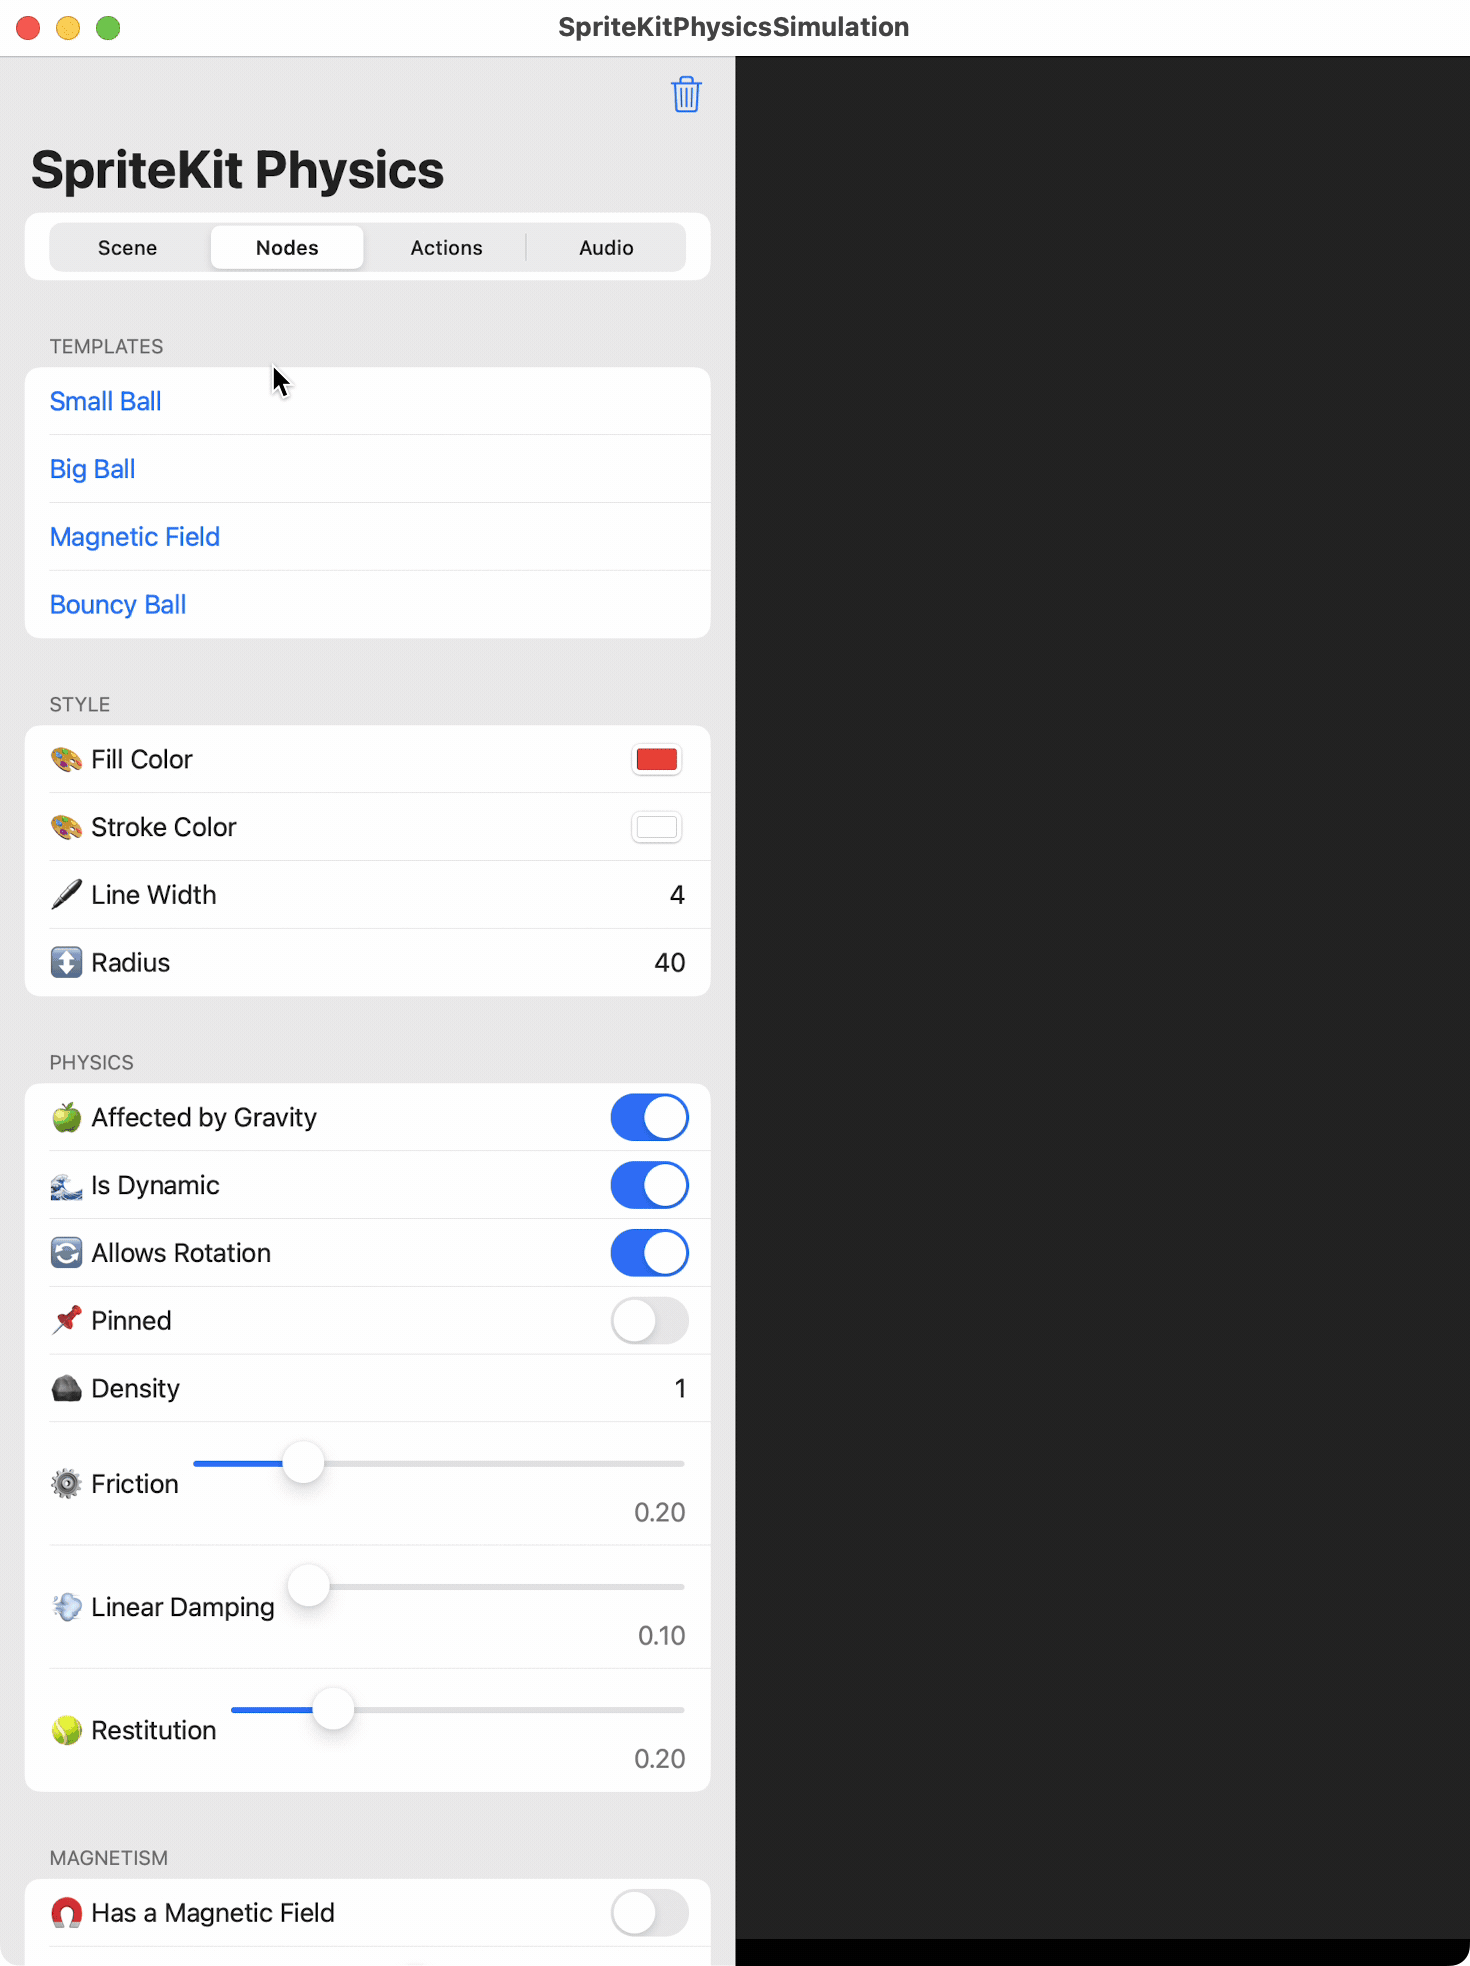 SpriteKitPhysicsSimulation
SpriteKit Physics
Scene Nodes Actions Audio
TEMPLATES
Small Ball
Big Ball
Magnetic Field
Bouncy Ball
STYLE
Fill Color
Stroke Color
Line Width 4
Radius 40
PHYSICS
Affected by Gravity
Is Dynamic
Allows Rotation
Pinned
Density 1
Friction
0.20
Linear Damping
0.10
Restitution
0.20
MAGNETISM
Has a Magnetic Field